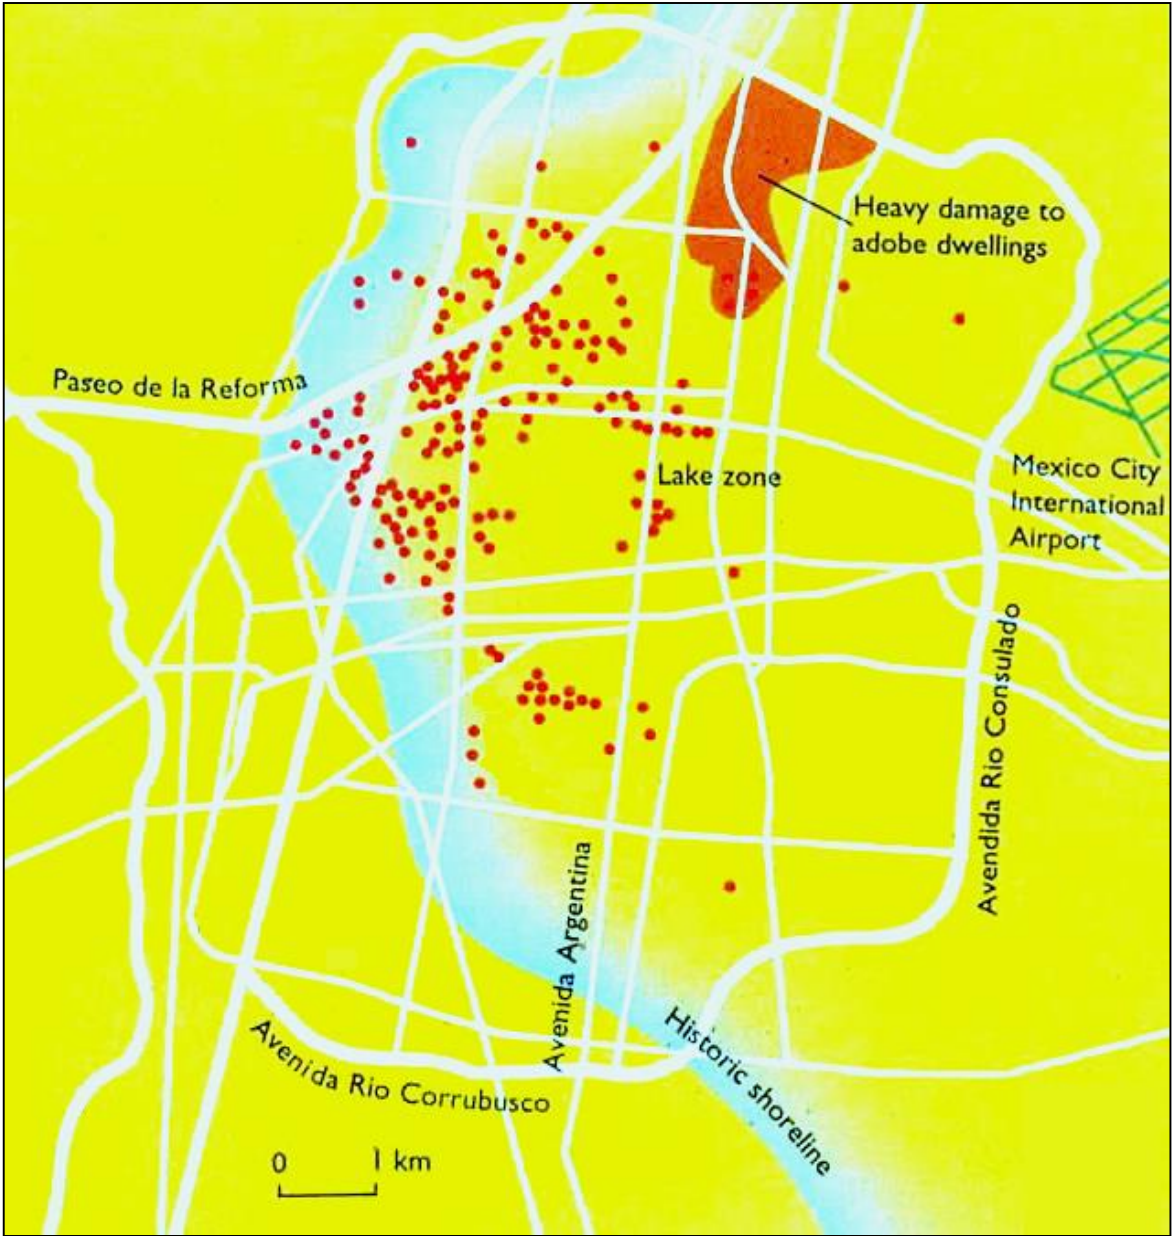 Heavy damage to
adobe dwellings
Paseo de la Reforma
Lake zone
Mexico City
International
Airport
Avendida Rio Consulado
Avenida Argentina
Historic shoreline
Avenida Rio Corrubusco
0 1 km